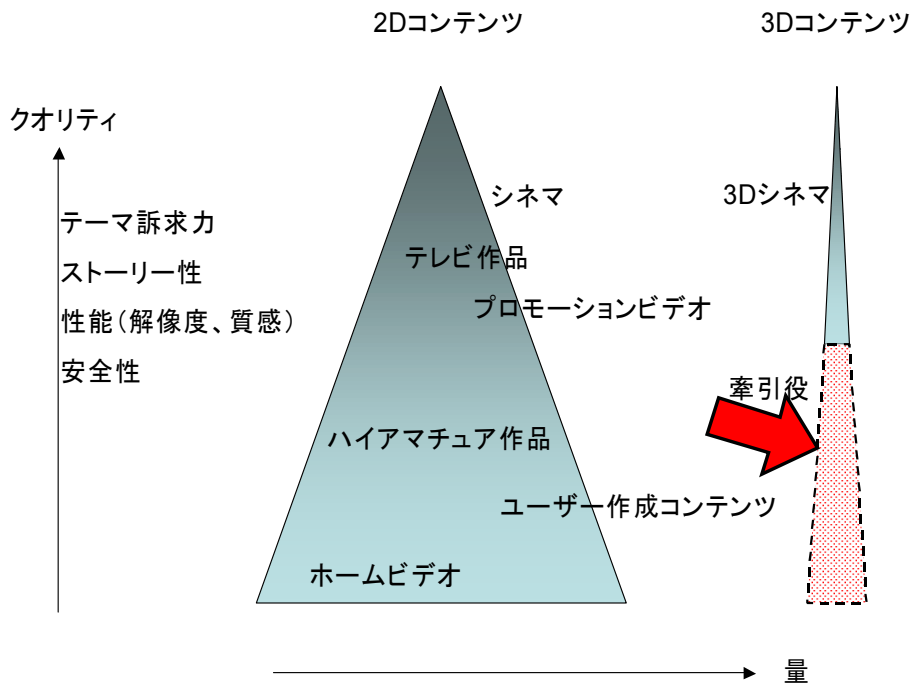 2Dコンテンツ
3Dコンテンツ
クオリティ
シネマ
3Dシネマ
テーマ訴求力
テレビ作品
ストーリー性
プロモーションビデオ
性能(解像度、質感)
安全性
牽引役
ハイアマチュア作品
ユーザー作成コンテンツ
ホームビデオ
量